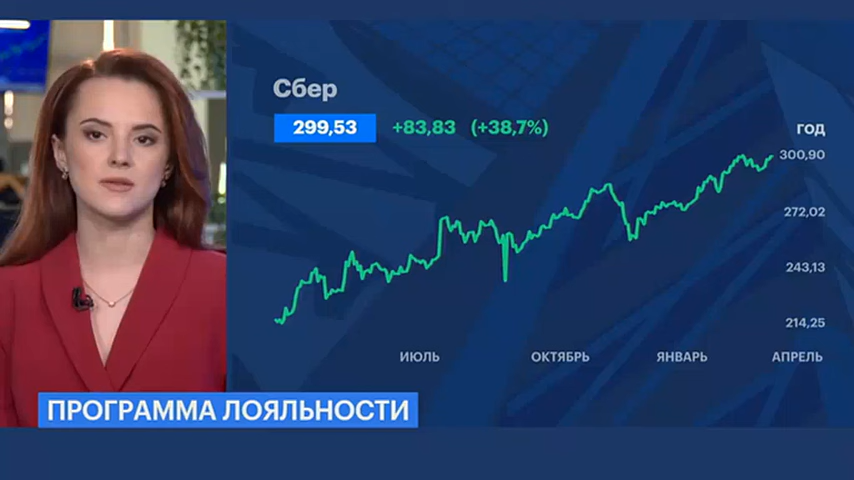 Сбер
299,53 +83,83 (+38,7%)
ГОД
300,90
272,02
243,13
214,25
ИЮЛЬ ОКТЯБРЬ ЯНВАРЬ АПРЕЛЬ
ПРОГРАММА ЛОЯЛЬНОСТИ